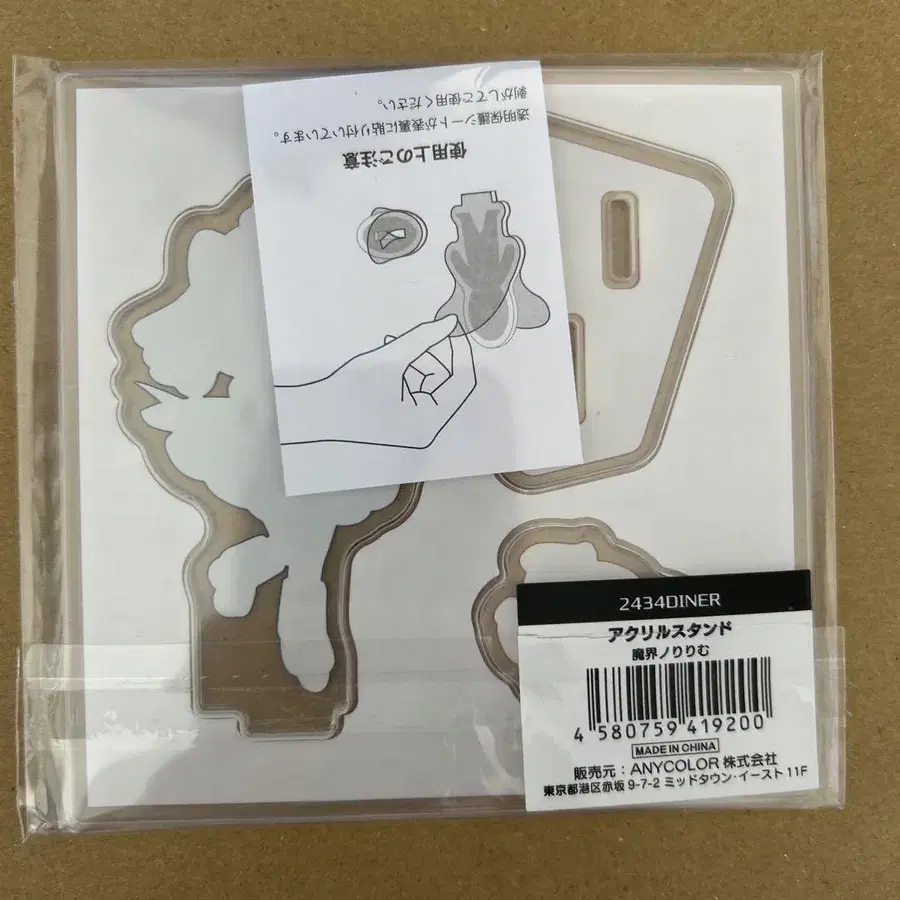 使用上のご注意
透明保護シートが表裏に貼り付いています。
剥がしてご使用ください。
2434DINER
アクリルスタンド
魔界ノりりむ
4 580759 419200
MADE IN CHINA
販売元：ANYCOLOR 株式会社
東京都港区赤坂 9-7-2 ミッドタウン・イースト 11F